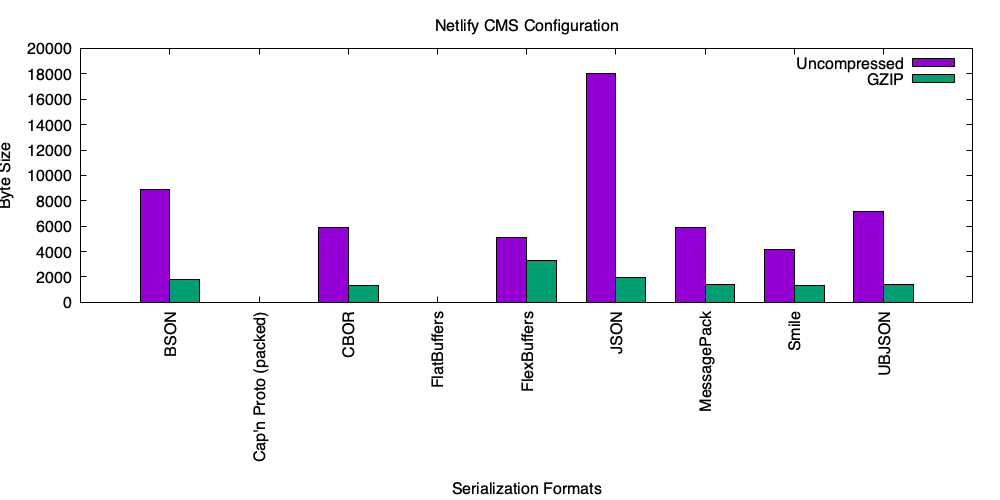 Netlify CMS Configuration
20000
18000
16000
14000
12000
10000
8000
6000
4000
2000
0
Byte Size
Uncompressed
GZIP
BSON
Cap'n Proto (packed)
CBOR
FlatBuffers
FlexBuffers
JSON
MessagePack
Smile
UBJSON
Serialization Formats